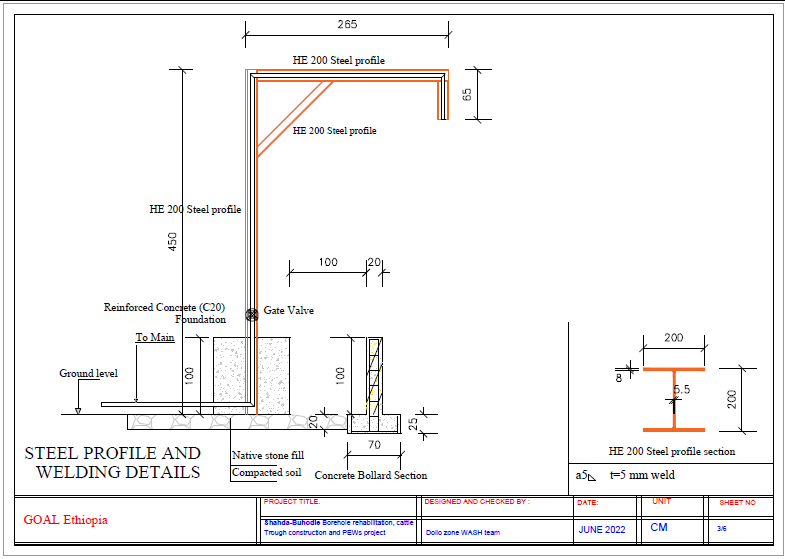 265
HE 200 Steel profile
65
HE 200 Steel profile
HE 200 Steel profile
450
100
20
Reinforced Concrete (C20)
Foundation
Gate Valve
To Main
200
8
5.5
200
Ground level
100
100
20
25
70
HE 200 Steel profile section
STEEL PROFILE AND
WELDING DETAILS
Native stone fill
Compacted soil
Concrete Bollard Section
a5 t=5 mm weld
GOAL Ethiopia
PROJECT TITLE.
Shahda-Buhodle Borehole rehabilitation, cattle
Trough construction and PEWs project
DESIGNED AND CHECKED BY :
Dollo zone WASH team
DATE:
JUNE 2022
UNIT
CM
SHEET NO
3/6